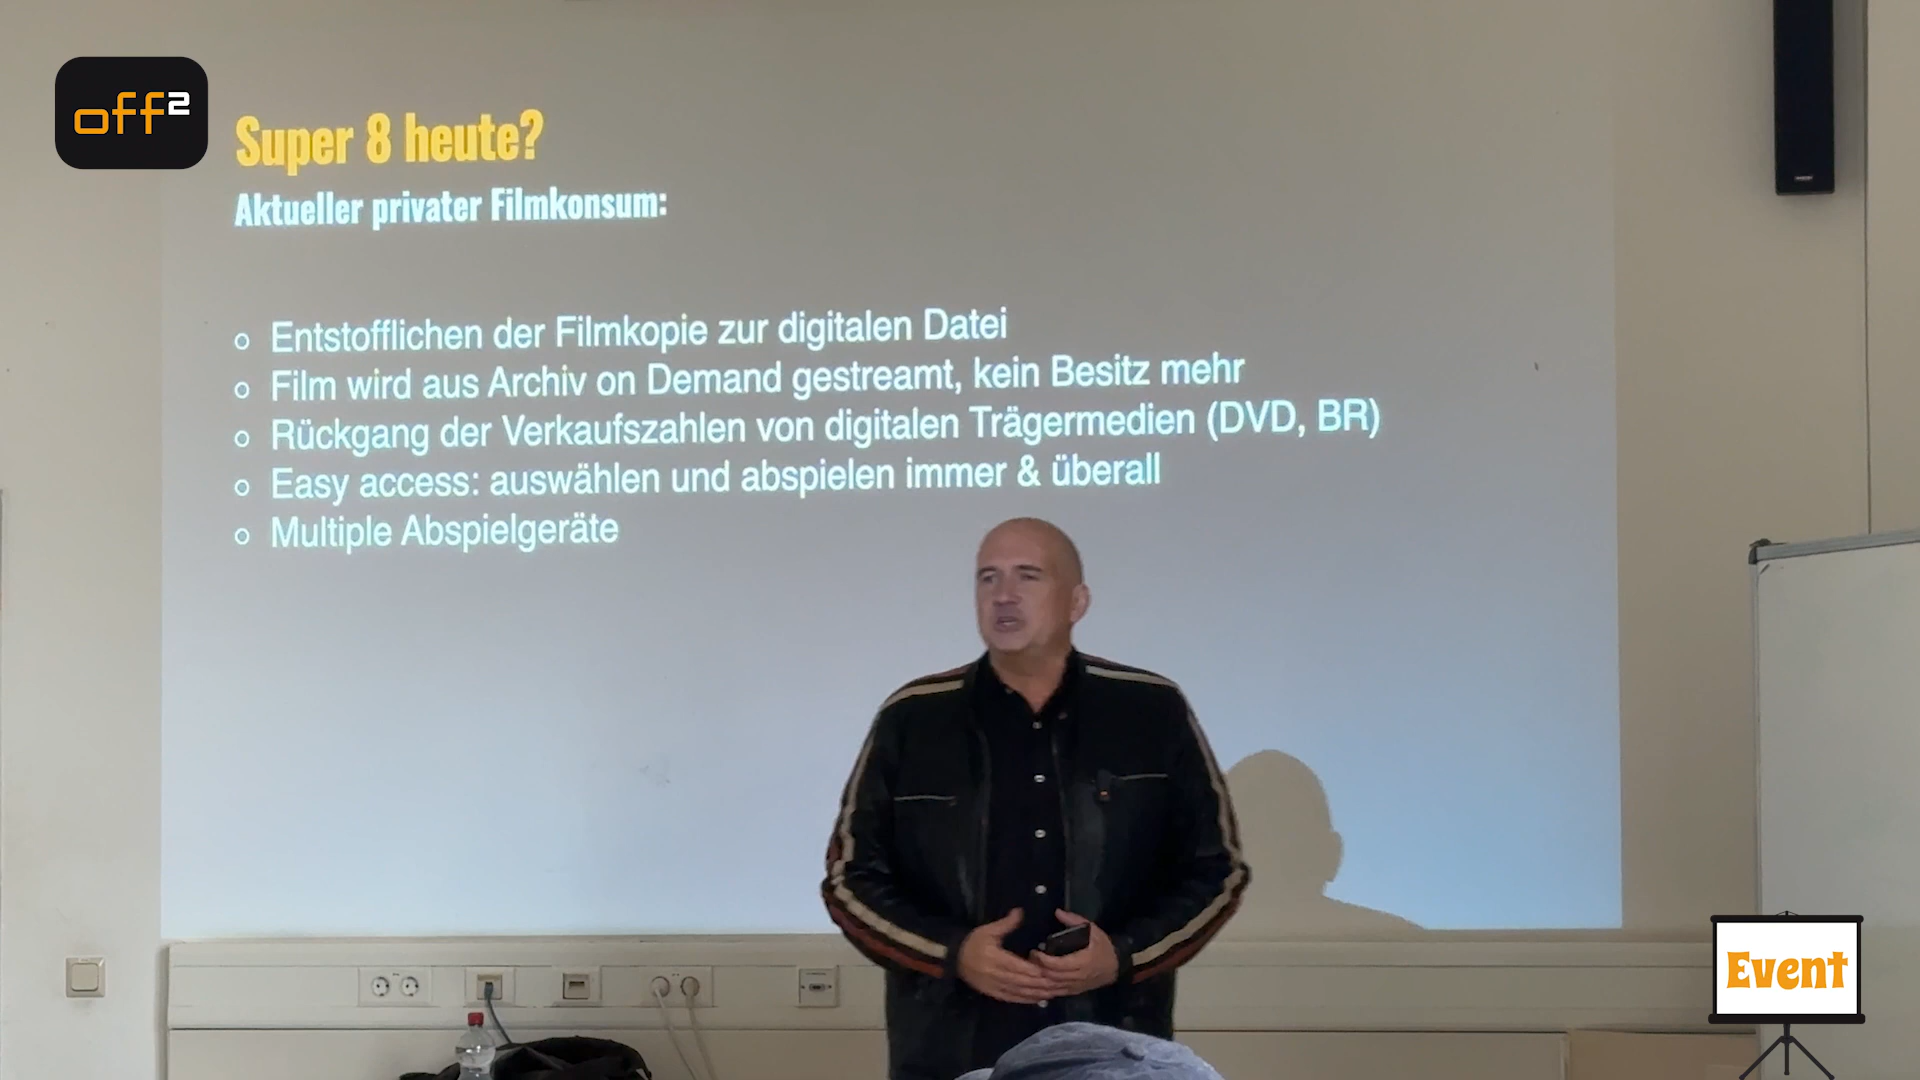 off²
Super 8 heute?
Aktueller privater Filmkonsum:
Entstofflichen der Filmkopie zur digitalen Datei
Film wird aus Archiv on Demand gestreamt, kein Besitz mehr
Rückgang der Verkaufszahlen von digitalen Trägermedien (DVD, BR)
Easy access: auswählen und abspielen immer & überall
Multiple Abspielgeräte
Event